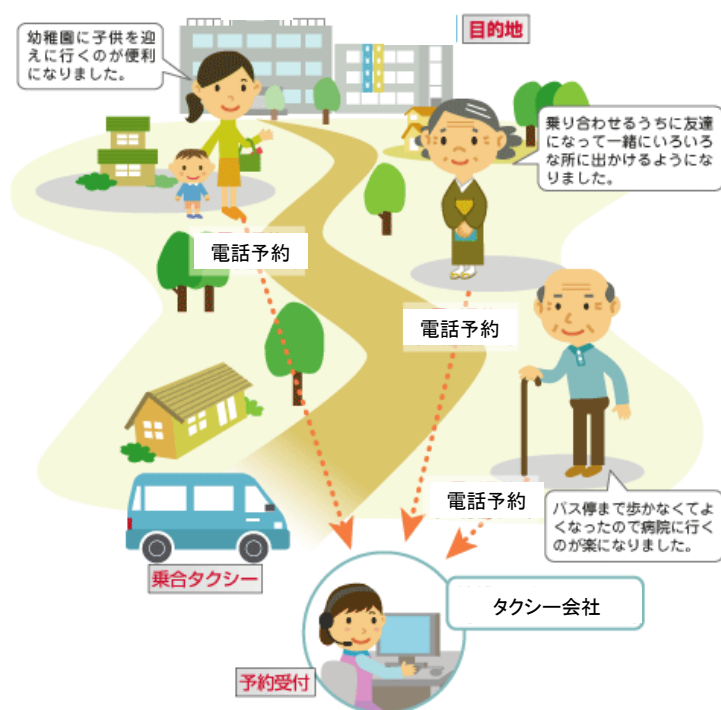 目的地
幼稚園に子供を迎
えに行くのが便利
になりました。
乗り合わせるうちに友達
になって一緒にいろいろ
な所に出かけるようにな
りました。
電話予約
電話予約
電話予約
バス停まで歩かなくてよ
くなったので病院に行く
のが楽になりました。
乗合タクシー
タクシー会社
予約受付